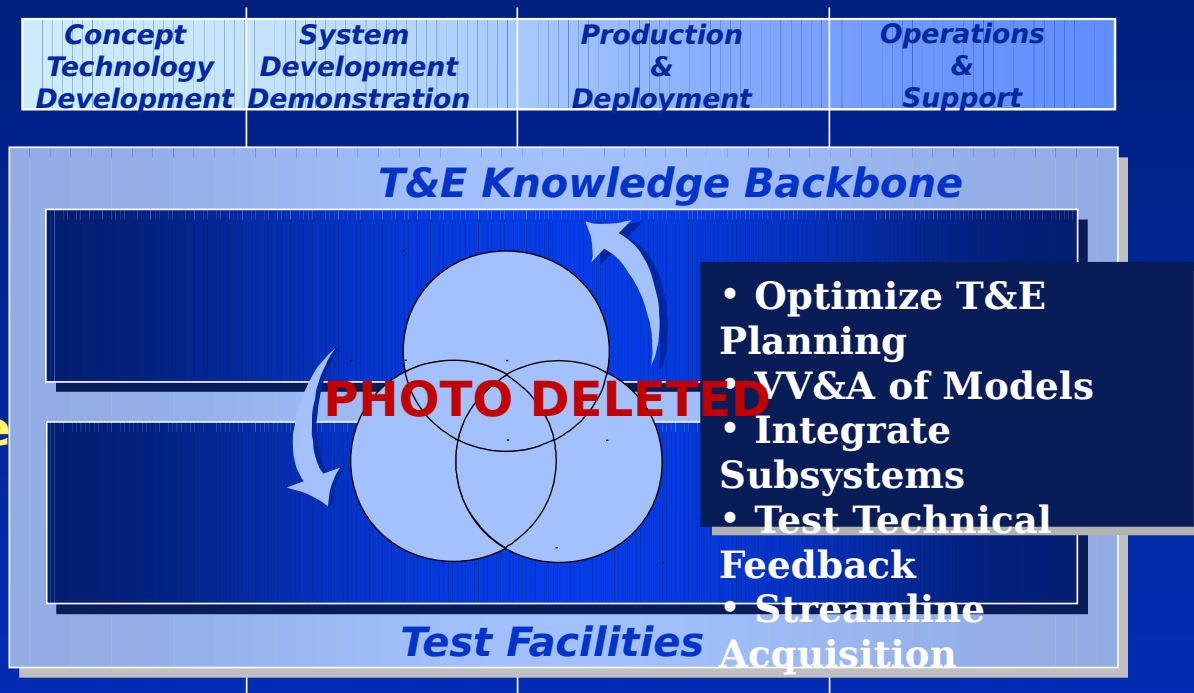 Concept
Technology
Development
System
Development
Demonstration
Production
&
Deployment
Operations
&
Support
T&E Knowledge Backbone
PHOTO DELETED
• Optimize T&E
Planning
• VV&A of Models
• Integrate
Subsystems
• Test Technical
Feedback
• Streamline
Acquisition
Test Facilities